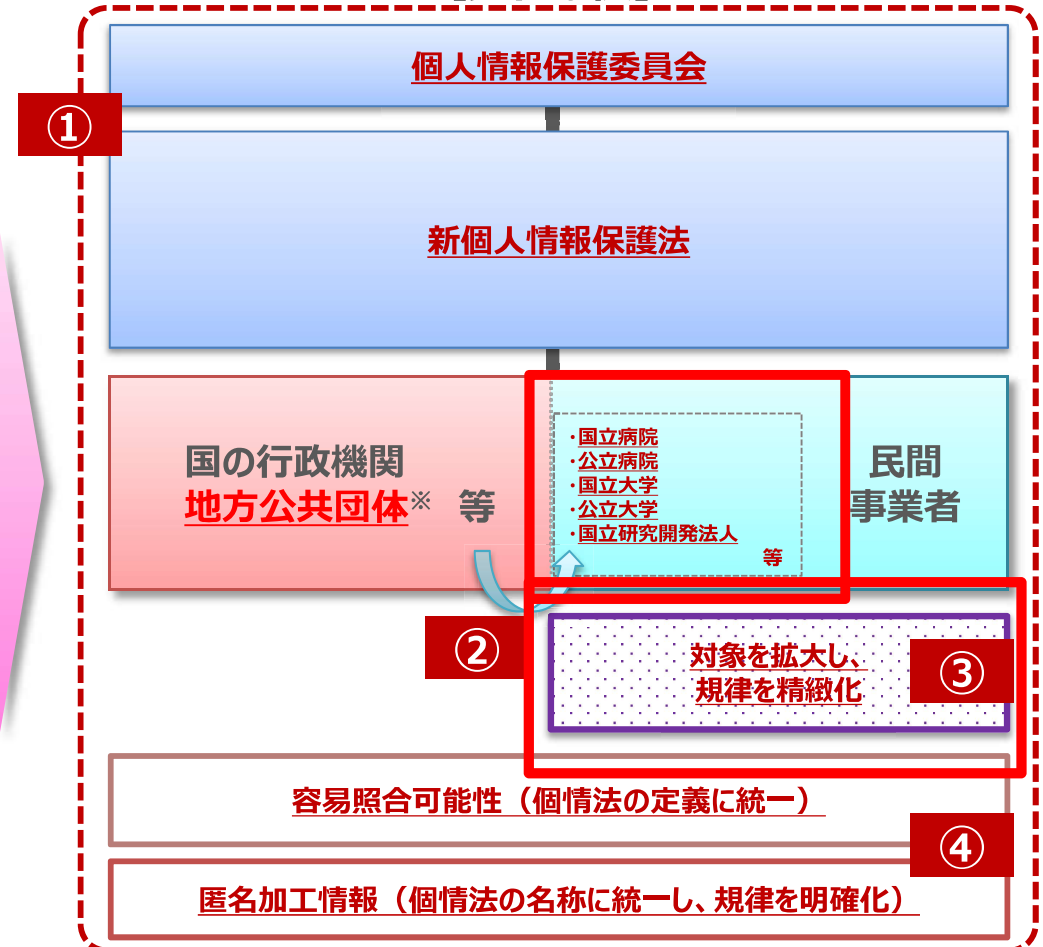 個人情報保護委員会
①
新個人情報保護法
国の行政機関
地方公共団体※ 等
・国立病院
・公立病院
・国立大学
・公立大学
・国立研究開発法人
等
民間
事業者
②
対象を拡大し、
規律を精緻化
③
容易照合可能性（個情法の定義に統一）
④
匿名加工情報（個情法の名称に統一し、規律を明確化）